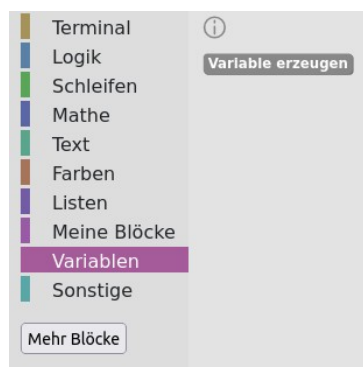 Terminal
Logik
Schleifen
Mathe
Text
Farben
Listen
Meine Blöcke
Variablen
Sonstige
Mehr Blöcke
Variable erzeugen